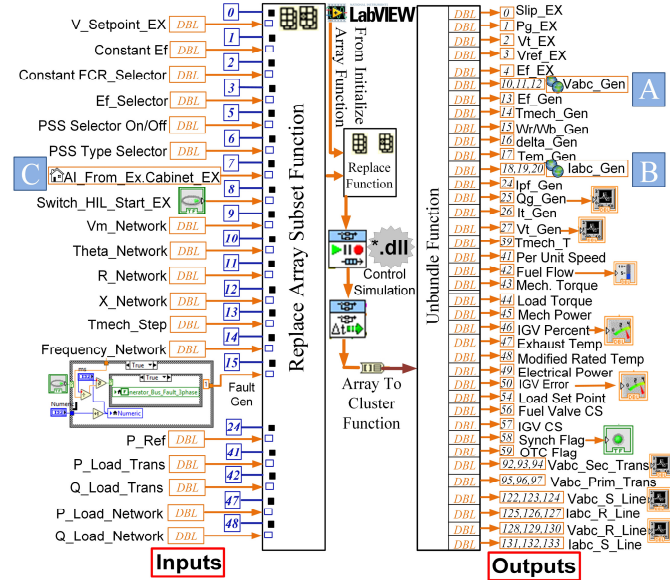 0
V_Setpoint_EX DBL
1
Constant Ef DBL
2
Constant FCR_Selector DBL
3
Ef_Selector DBL
5
PSS Selector On/Off DBL
6
PSS Type Selector DBL
7
C
AI_From_Ex.Cabinet_EX
8
Switch_HIL_Start_EX
9
Vm_Network DBL
10
Theta_Network DBL
11
R_Network DBL
12
X_Network DBL
13
Tmech_Step DBL
14
Frequency_Network DBL
15
True
ms
Generator_Bus_Fault_3phase
Numeric
Numeric
Fault
Gen
24
P_Ref DBL
41
P_Load_Trans DBL
42
Q_Load_Trans DBL
47
P_Load_Network DBL
48
Q_Load_Network DBL
Inputs
Replace Array Subset Function
LabVIEW
From Initialize
Array Function
Replace
Function
*.dll
Control
Simulation
Δt
Array To
Cluster
Function
Unbundle Function
DBL 0 Slip_EX
DBL 1 Pg_EX
DBL 2 Vt_EX
DBL 3 Vref_EX
DBL 4 Ef_EX
DBL 10,11,12 Vabc_Gen
A
DBL 13 Ef_Gen
DBL 14 Tmech_Gen
DBL 15 Wr/Wb_Gen
DBL 16 delta_Gen
DBL 17 Tem_Gen
DBL 18,19,20 Iabc_Gen
B
DBL 24 Ipf_Gen
DBL 25 Qg_Gen
DBL 26 It_Gen
DBL 27 Vt_Gen
DBL 39 Tmech_T
DBL 41 Per Unit Speed
DBL 42 Fuel Flow
DBL 43 Mech. Torque
DBL 44 Load Torque
DBL 45 Mech Power
DBL 46 IGV Percent
DBL 47 Exhaust Temp
DBL 48 Modified Rated Temp
DBL 49 Electrical Power
DBL 50 IGV Error
DBL 54 Load Set Point
DBL 56 Fuel Valve CS
DBL 57 IGV CS
DBL 58 Synch Flag
DBL 59 OTC Flag
DBL 92,93,94 Vabc_Sec_Trans
DBL 95,96,97 Vabc_Prim_Trans
DBL 122,123,124 Vabc_S_Line
DBL 125,126,127 Iabc_R_Line
DBL 128,129,130 Vabc_R_Line
DBL 131,132,133 Iabc_S_Line
Outputs